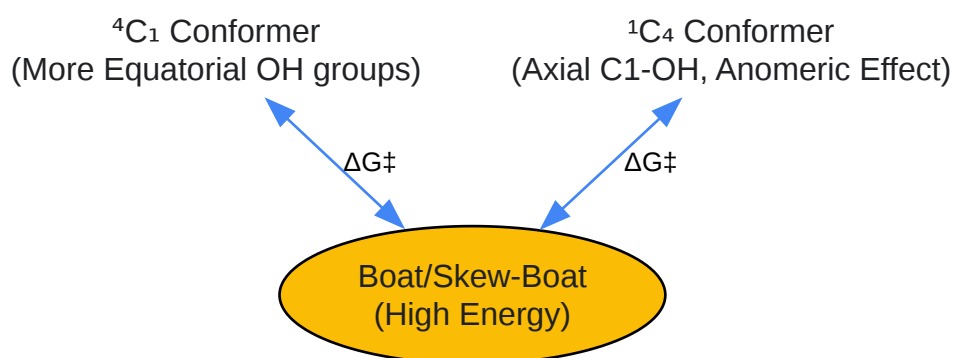 ⁴C₁ Conformer
(More Equatorial OH groups)
¹C₄ Conformer
(Axial C1-OH, Anomeric Effect)
ΔG‡
ΔG‡
Boat/Skew-Boat
(High Energy)